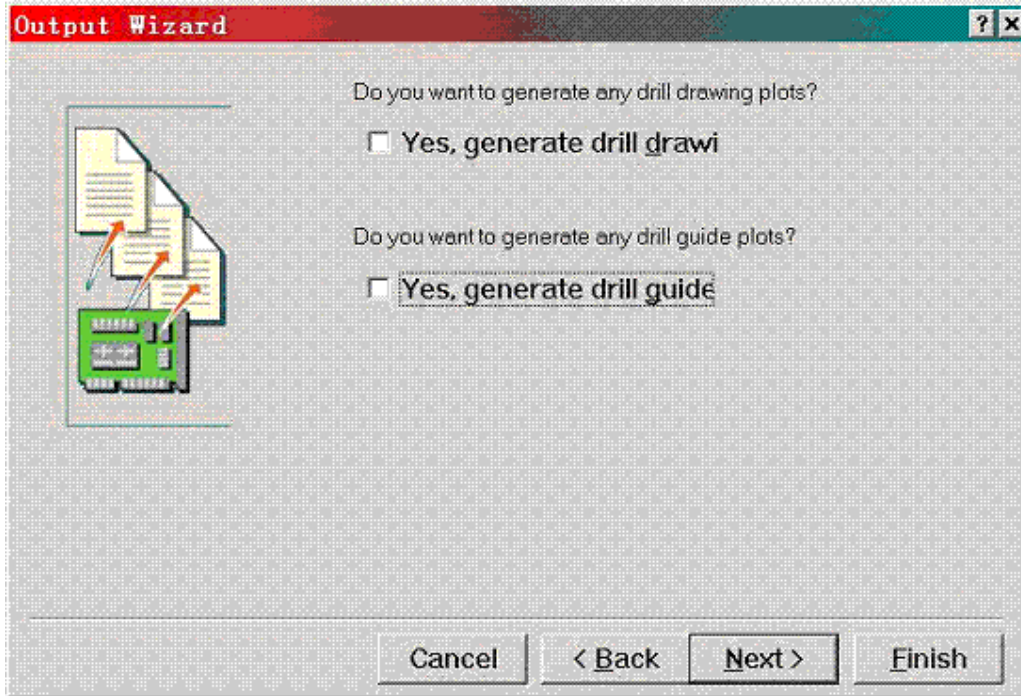 Output Wizard
Do you want to generate any drill drawing plots?
Yes, generate drill drawi
Do you want to generate any drill guide plots?
Yes, generate drill guide
Cancel
< Back
Next >
Finish